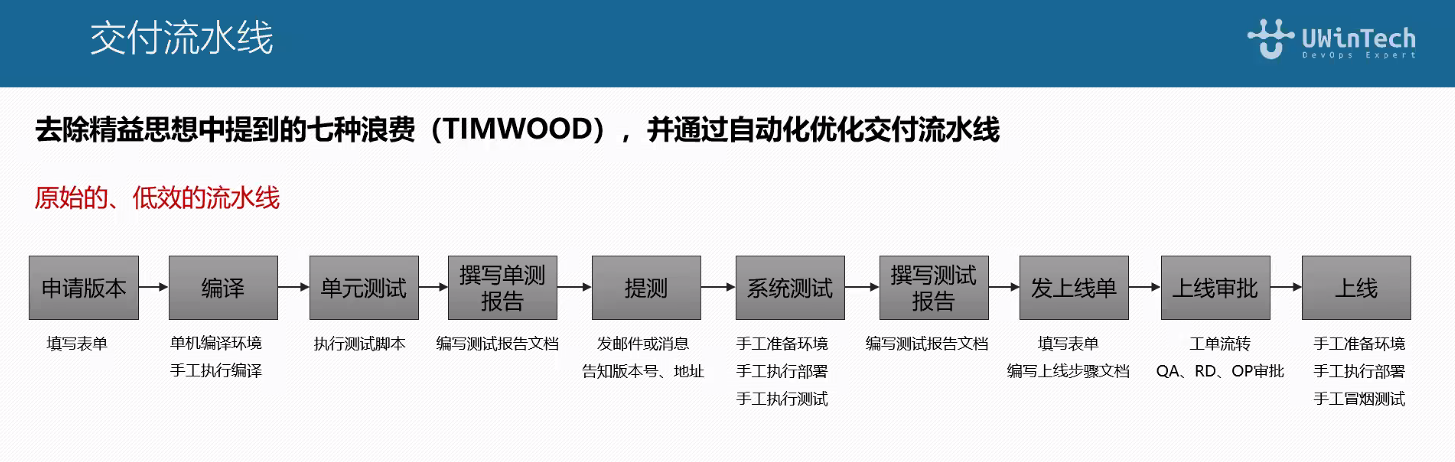 交付流水线
UWinTech
DevOps Expert
去除精益思想中提到的七种浪费（TIMWOOD），并通过自动化优化交付流水线
原始的、低效的流水线
申请版本
填写表单
编译
单机编译环境
手工执行编译
单元测试
执行测试脚本
撰写单测
报告
编写测试报告文档
提测
发邮件或消息
告知版本号、地址
系统测试
手工准备环境
手工执行部署
手工执行测试
撰写测试
报告
编写测试报告文档
发上线单
填写表单
编写上线步骤文档
上线审批
工单流转
QA、RD、OP审批
上线
手工准备环境
手工执行部署
手工冒烟测试